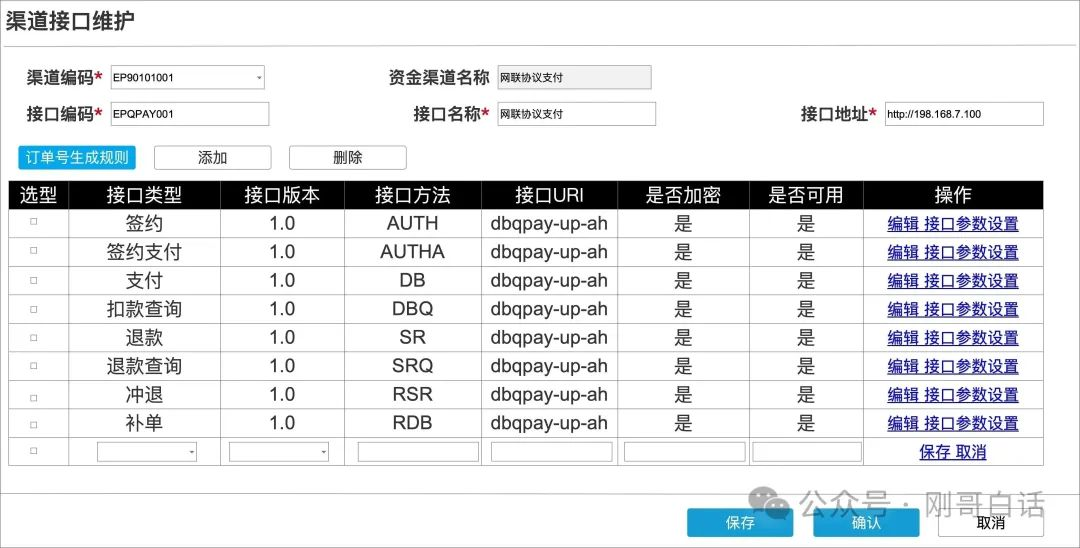 渠道接口维护
渠道编码* EP90101001 资金渠道名称 网联协议支付
接口编码* EPQPAY001 接口名称* 网联协议支付 接口地址* http://198.168.7.100
订单号生成规则 添加 删除
选型 接口类型 接口版本 接口方法 接口URI 是否加密 是否可用 操作
签约 1.0 AUTH dbqpay-up-ah 是 是 编辑 接口参数设置
签约支付 1.0 AUTHA dbqpay-up-ah 是 是 编辑 接口参数设置
支付 1.0 DB dbqpay-up-ah 是 是 编辑 接口参数设置
扣款查询 1.0 DBQ dbqpay-up-ah 是 是 编辑 接口参数设置
退款 1.0 SR dbqpay-up-ah 是 是 编辑 接口参数设置
退款查询 1.0 SRQ dbqpay-up-ah 是 是 编辑 接口参数设置
冲退 1.0 RSR dbqpay-up-ah 是 是 编辑 接口参数设置
补单 1.0 RDB dbqpay-up-ah 是 是 编辑 接口参数设置
保存 取消
公众号 · 刚哥白话
保存 确认 取消